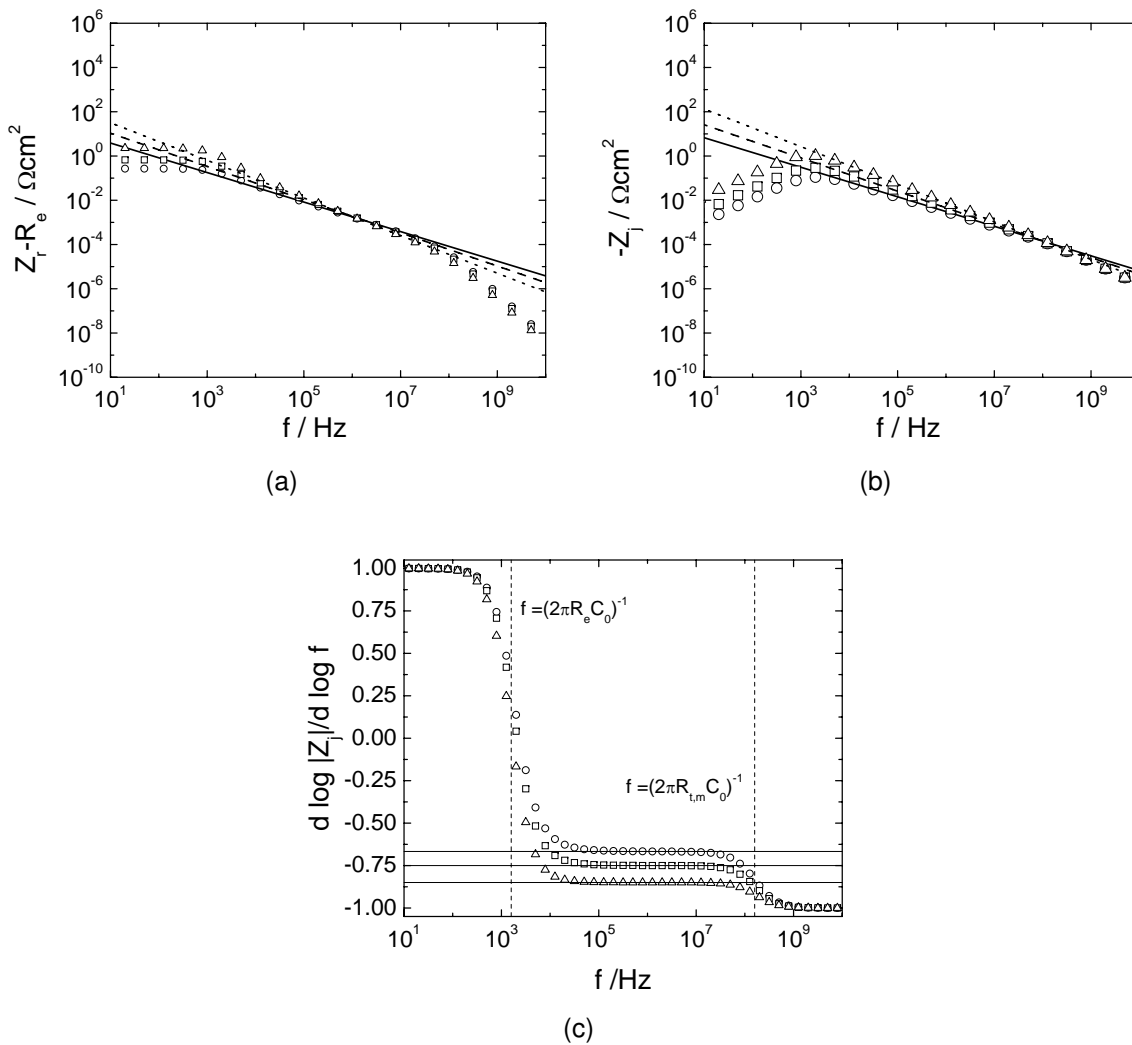 10^6
10^4
10^2
10^0
10^-2
10^-4
10^-6
10^-8
10^-10
Z_r-R_e / Ωcm^2
10^1 10^3 10^5 10^7 10^9
f / Hz
(a)
10^6
10^4
10^2
10^0
10^-2
10^-4
10^-6
10^-8
10^-10
-Z_j / Ωcm^2
10^1 10^3 10^5 10^7 10^9
f / Hz
(b)
1.00
0.75
0.50
0.25
0.00
-0.25
-0.50
-0.75
-1.00
d log |Z_j|/d log f
f =(2πR_eC_0)^-1
f =(2πR_t,mC_0)^-1
10^1 10^3 10^5 10^7 10^9
f /Hz
(c)